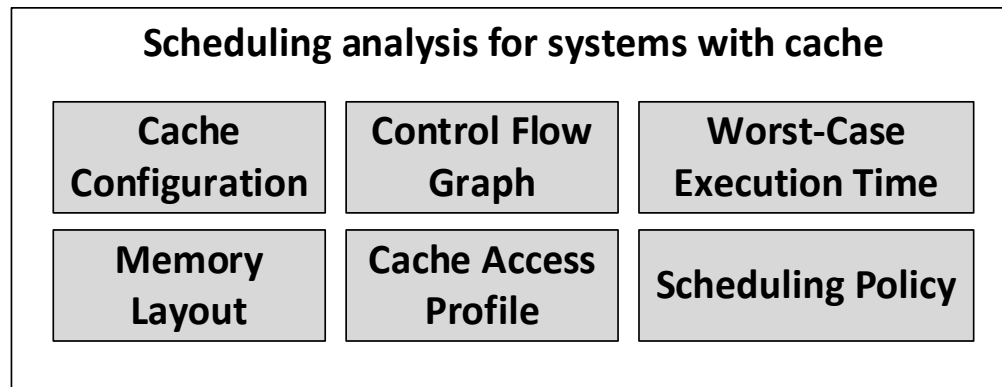 Scheduling analysis for systems with cache
Cache
Configuration
Control Flow
Graph
Worst-Case
Execution Time
Memory
Layout
Cache Access
Profile
Scheduling Policy